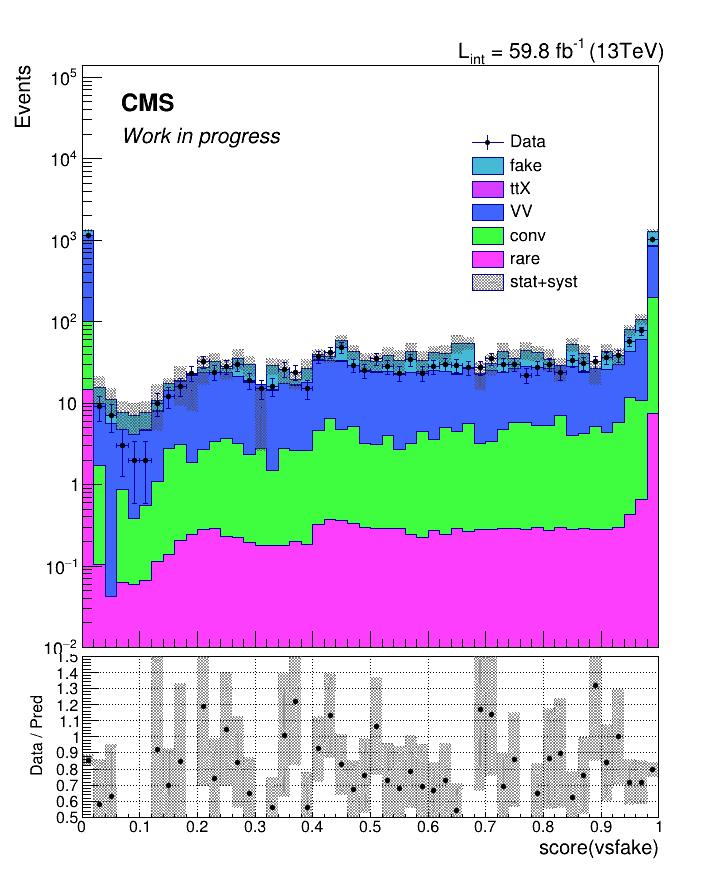 L_int = 59.8 fb^-1 (13TeV)
Events
CMS
Work in progress
Data
fake
ttX
VV
conv
rare
stat+syst
10^5
10^4
10^3
10^2
10
1
10^-1
10^-2
Data / Pred
1.5
1.4
1.3
1.2
1.1
1
0.9
0.8
0.7
0.6
0.5
0 0.1 0.2 0.3 0.4 0.5 0.6 0.7 0.8 0.9 1
score(vsfake)